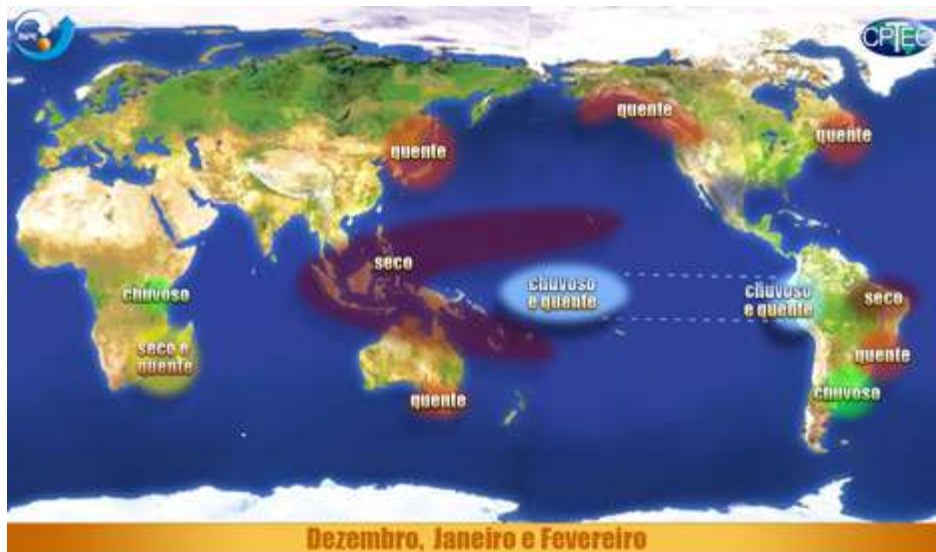 CPTEC
quente
quente
quente
seco
chuvoso
e quente
chuvoso
e quente
seco
chuvoso
seco e
quente
quente
quente
chuvoso
Dezembro, Janeiro e Fevereiro